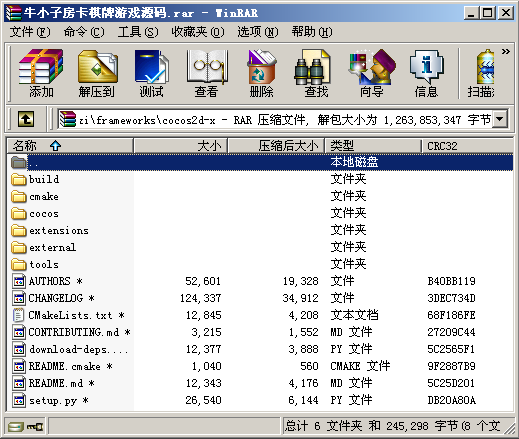 牛小子房卡棋牌游戏源码.rar - WinRAR
文件(F) 命令(C) 工具(S) 收藏夹(O) 选项(N) 帮助(H)
添加 解压到 测试 查看 删除 查找 向导 信息 扫描
zi\frameworks\cocos2d-x - RAR 压缩文件, 解包大小为 1,263,853,347 字节
名称 大小 压缩后大小 类型 CRC32
.. 本地磁盘
build 文件夹
cmake 文件夹
cocos 文件夹
extensions 文件夹
external 文件夹
tools 文件夹
AUTHORS * 52,601 19,328 文件 B40BB119
CHANGELOG * 124,337 34,912 文件 3DEC734D
CMakeLists.txt * 12,845 4,208 文本文档 68F186FE
CONTRIBUTING.md * 3,215 1,552 MD 文件 27209C44
download-deps.... 12,377 3,888 PY 文件 5C2565F1
README.cmake * 1,040 560 CMAKE 文件 9F2887B9
README.md * 12,343 4,176 MD 文件 5C25D201
setup.py * 26,540 6,144 PY 文件 DB20A80A
总计 6 文件夹 和 245,298 字节(8 个文